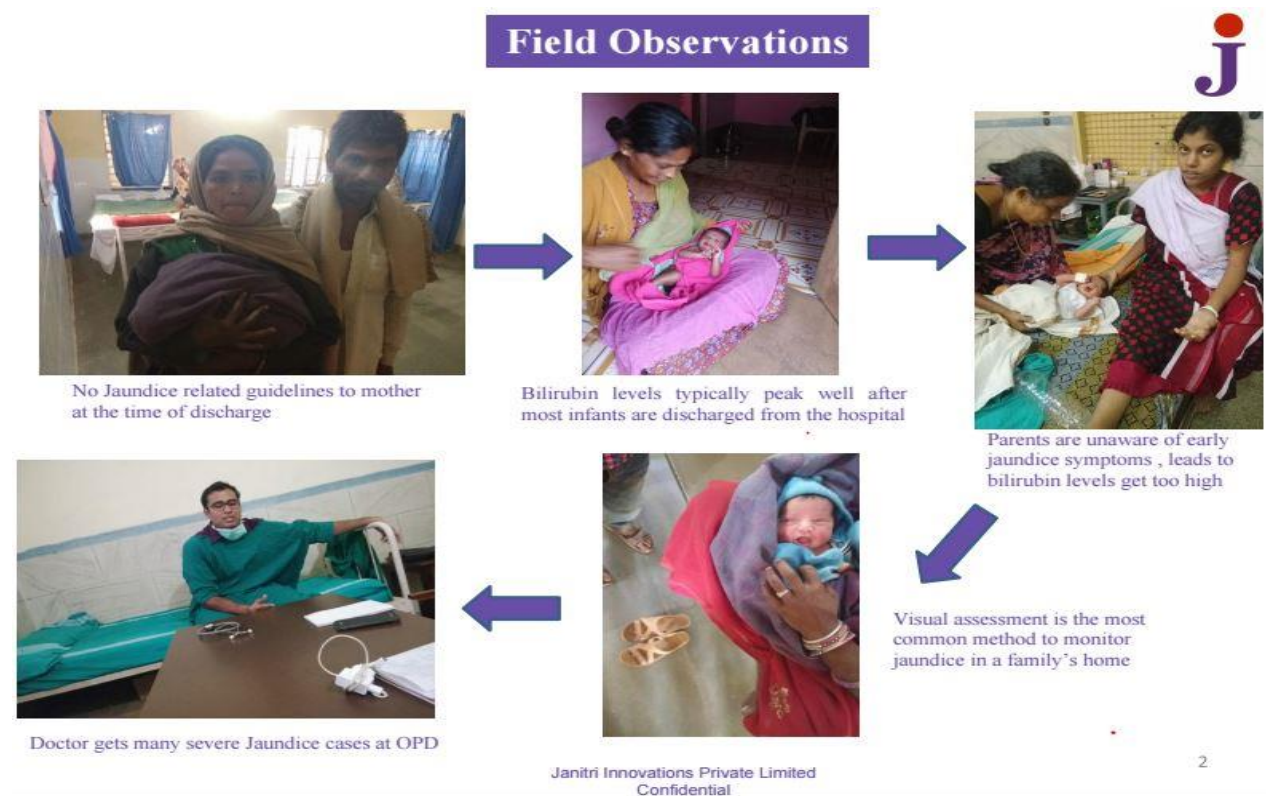 Field Observations
J
No Jaundice related guidelines to mother
at the time of discharge
Bilirubin levels typically peak well after
most infants are discharged from the hospital
Parents are unaware of early
jaundice symptoms , leads to
bilirubin levels get too high
Visual assessment is the most
common method to monitor
jaundice in a family’s home
Doctor gets many severe Jaundice cases at OPD
Janitri Innovations Private Limited
Confidential
2